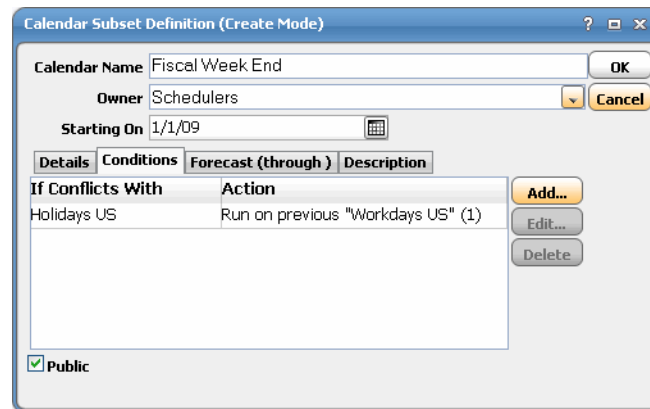 Calendar Subset Definition (Create Mode) ?
Calendar Name Fiscal Week End OK
Owner Schedulers Cancel
Starting On 1/1/09
Details Conditions Forecast (through ) Description
If Conflicts With Action Add...
Holidays US Run on previous "Workdays US" (1)
Edit...
Delete
Public